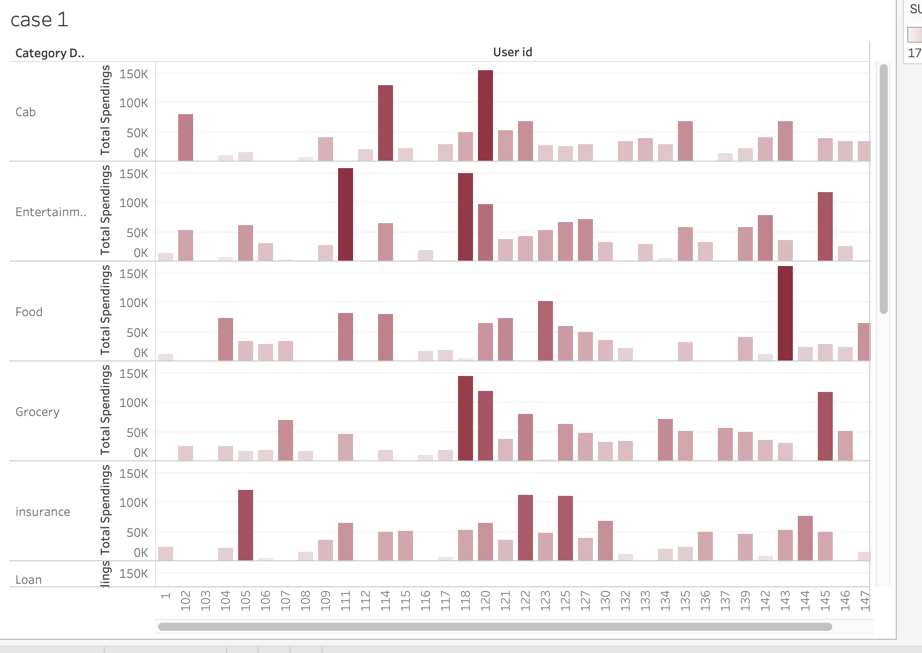 case 1
SU
17
Category D..
User id
Cab
Total Spendings
150K
100K
50K
0K
Entertainm..
Total Spendings
150K
100K
50K
0K
Food
Total Spendings
150K
100K
50K
0K
Grocery
Total Spendings
150K
100K
50K
0K
insurance
Total Spendings
150K
100K
50K
0K
Loan
lings
150K
1 102 103 104 105 106 107 108 109 111 112 114 115 116 117 118 120 121 122 123 125 127 130 132 133 134 135 136 137 139 142 143 144 145 146 147